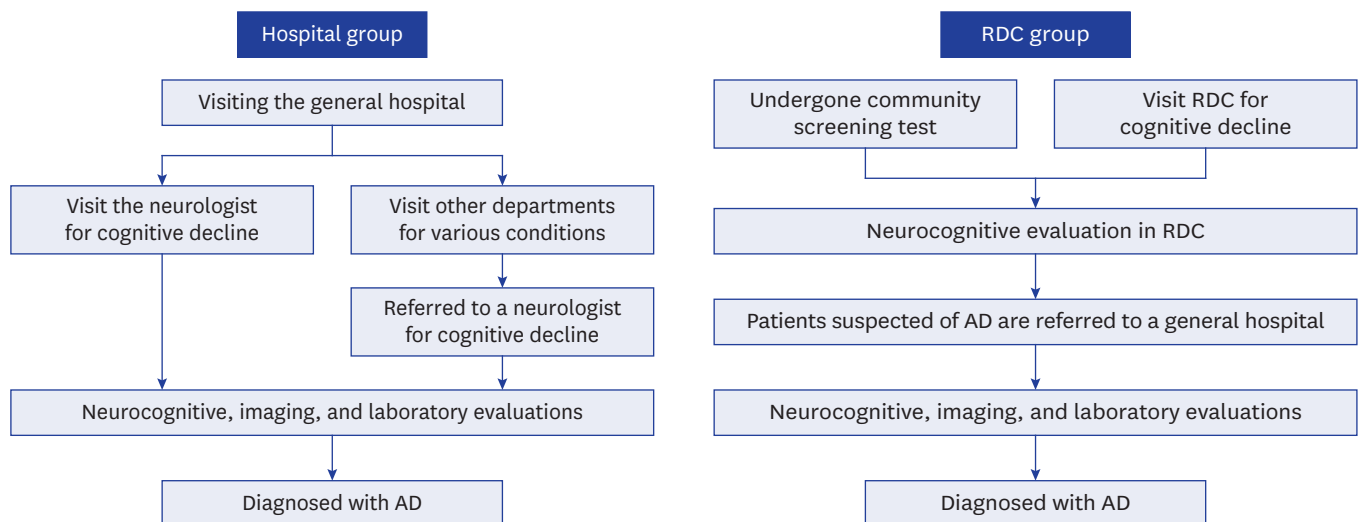 Hospital group
Visiting the general hospital
Visit the neurologist
for cognitive decline
Visit other departments
for various conditions
Referred to a neurologist
for cognitive decline
Neurocognitive, imaging, and laboratory evaluations
Diagnosed with AD
RDC group
Undergone community
screening test
Visit RDC for
cognitive decline
Neurocognitive evaluation in RDC
Patients suspected of AD are referred to a general hospital
Neurocognitive, imaging, and laboratory evaluations
Diagnosed with AD